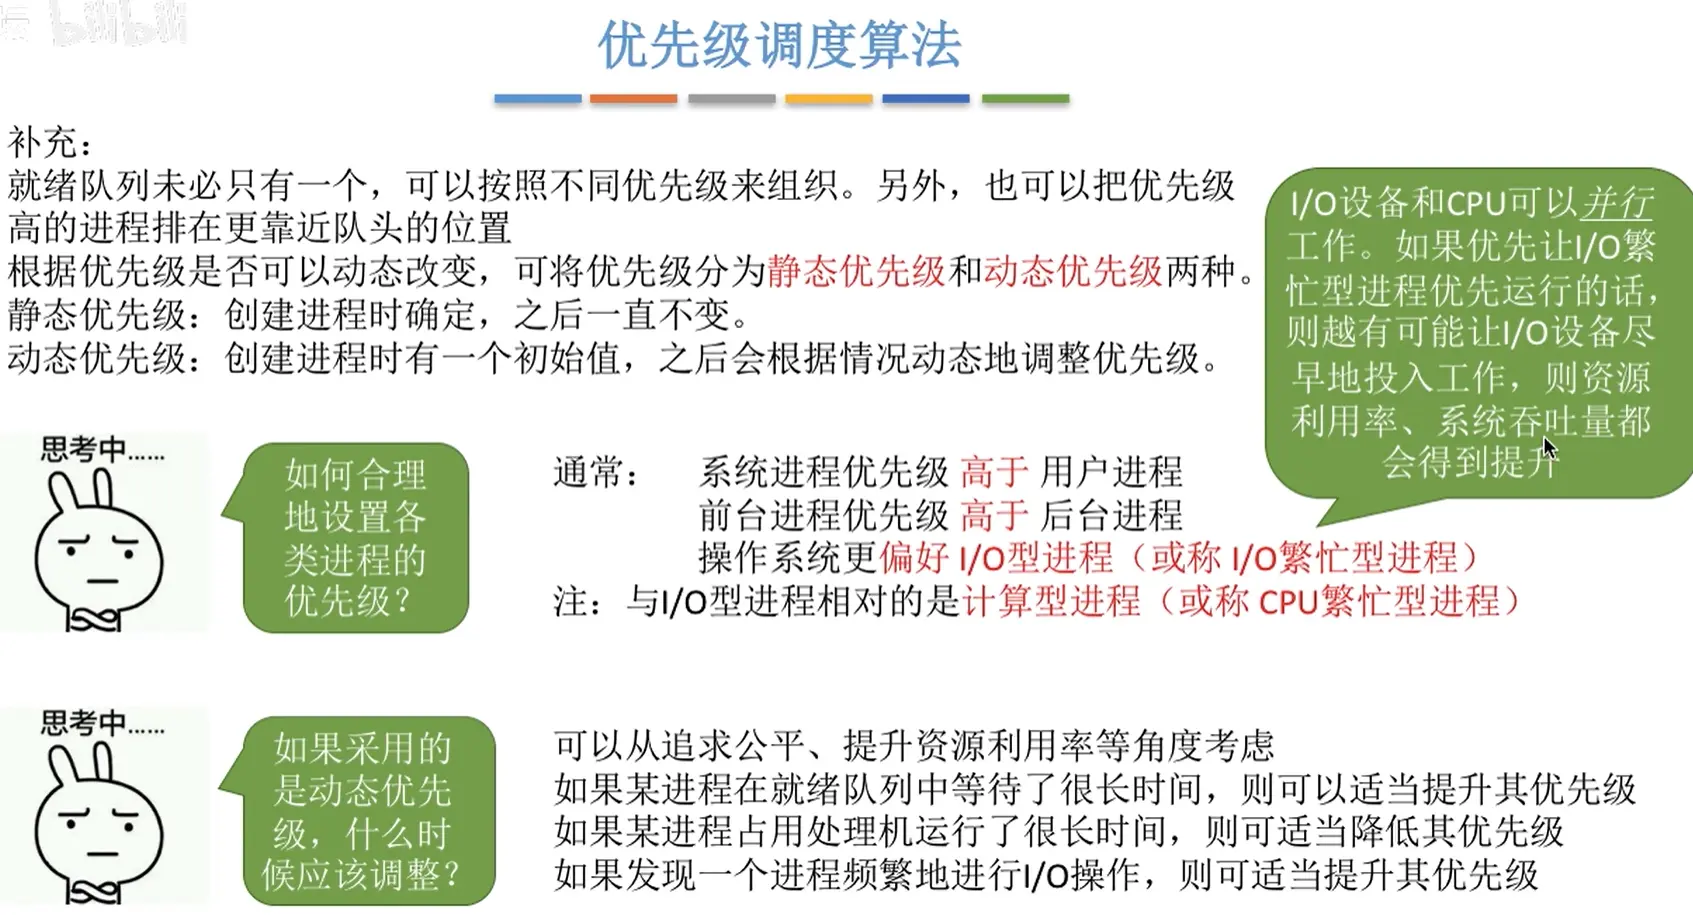 坛 bilibili
优先级调度算法
补充：
就绪队列未必只有一个，可以按照不同优先级来组织。另外，也可以把优先级
高的进程排在更靠近队头的位置
根据优先级是否可以动态改变，可将优先级分为静态优先级和动态优先级两种。
静态优先级：创建进程时确定，之后一直不变。
动态优先级：创建进程时有一个初始值，之后会根据情况动态地调整优先级。
I/O设备和CPU可以并行
工作。如果优先让I/O繁
忙型进程优先运行的话，
则越有可能让I/O设备尽
早地投入工作，则资源
利用率、系统吞吐量都
会得到提升
思考中......
如何合理
地设置各
类进程的
优先级？
通常： 系统进程优先级 高于 用户进程
前台进程优先级 高于 后台进程
操作系统更偏好 I/O型进程（或称 I/O繁忙型进程）
注：与I/O型进程相对的是计算型进程（或称 CPU繁忙型进程）
思考中......
如果采用的
是动态优先
级，什么时
候应该调整？
可以从追求公平、提升资源利用率等角度考虑
如果某进程在就绪队列中等待了很长时间，则可以适当提升其优先级
如果某进程占用处理机运行了很长时间，则可适当降低其优先级
如果发现一个进程频繁地进行I/O操作，则可适当提升其优先级